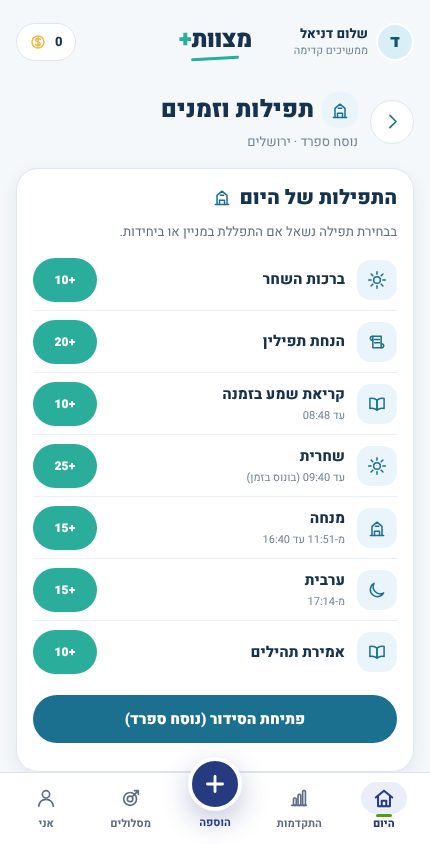 ד
שלום דניאל
ממשיכים קדימה
מצוות+
0
תפילות וזמנים
נוסח ספרד · ירושלים
התפילות של היום
בבחירת תפילה נשאל אם התפללת במניין או ביחידות.
ברכות השחר
+10
הנחת תפילין
+20
קריאת שמע בזמנה
עד 08:48
+10
שחרית
עד 09:40 (בונוס בזמן)
+25
מנחה
מ-11:51 עד 16:40
+15
ערבית
מ-17:14
+15
אמירת תהילים
+10
פתיחת הסידור (נוסח ספרד)
היום
התקדמות
הוספה
מסלולים
אני